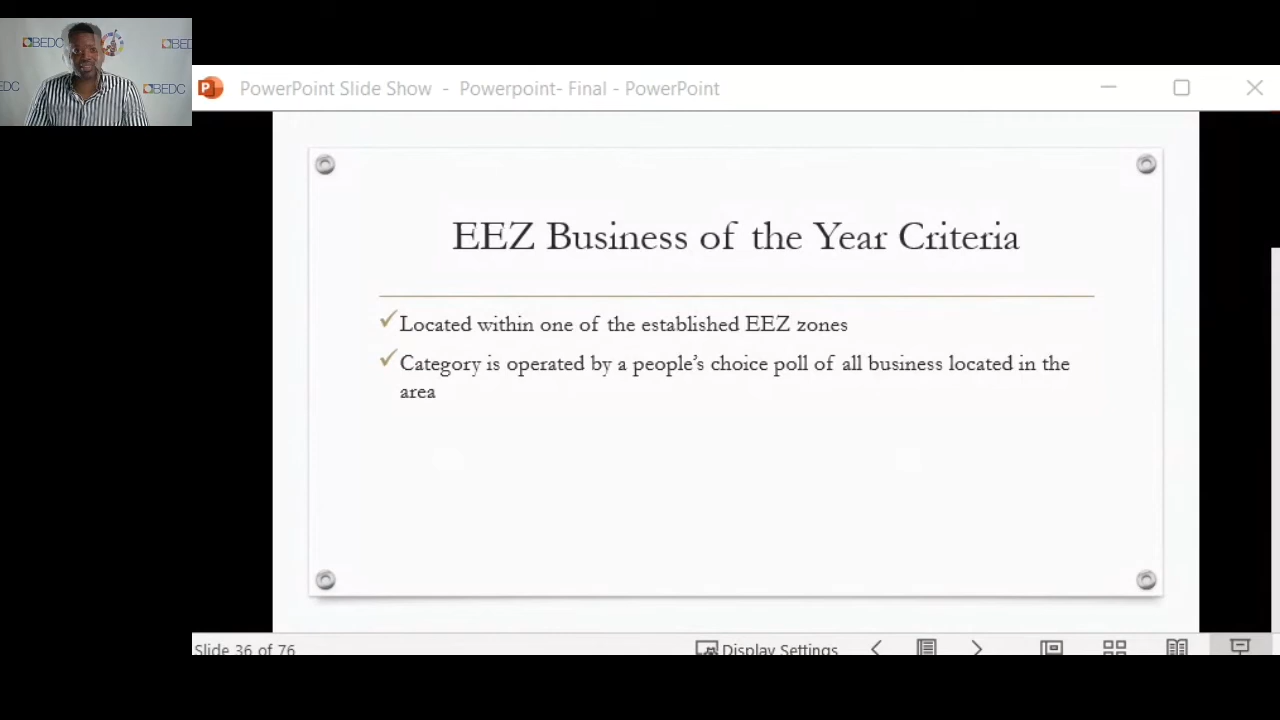 BEDC
BED
EDC
BEDC
PowerPoint Slide Show - Powerpoint- Final - PowerPoint
EEZ Business of the Year Criteria
Located within one of the established EEZ zones
Category is operated by a people's choice poll of all business located in the
area
Slide 36 of 76
Display Settings